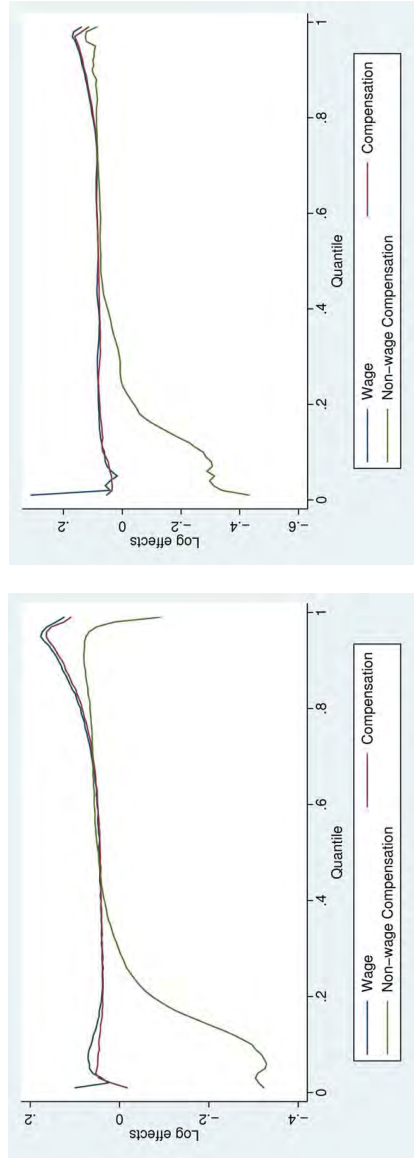 Log effects
.2
0
−.2
−.4
0 .2 .4 .6 .8 1
Quantile
Wage Compensation
Non−wage Compensation
Log effects
.2
0
−.2
−.4
−.6
0 .2 .4 .6 .8 1
Quantile
Wage Compensation
Non−wage Compensation